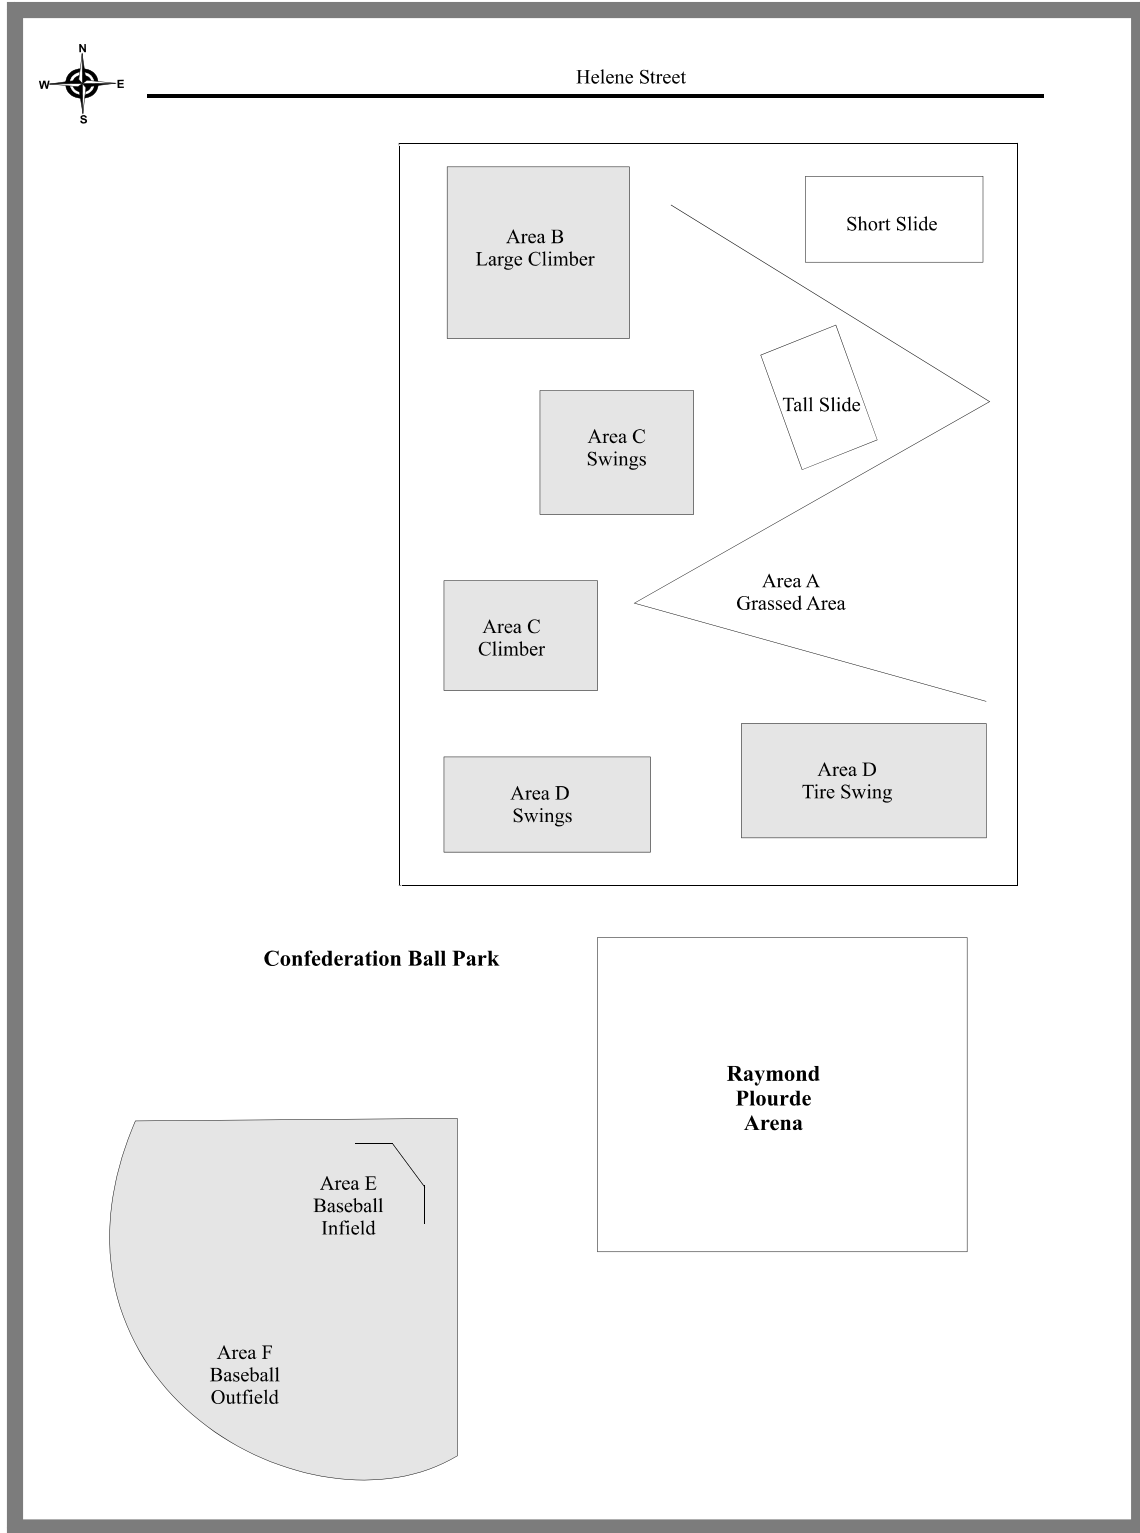 N
W
E
S
Helene Street
Area B
Large Climber
Short Slide
Tall Slide
Area C
Swings
Area A
Grassed Area
Area C
Climber
Area D
Tire Swing
Area D
Swings
Confederation Ball Park
Raymond
Plourde
Arena
Area E
Baseball
Infield
Area F
Baseball
Outfield